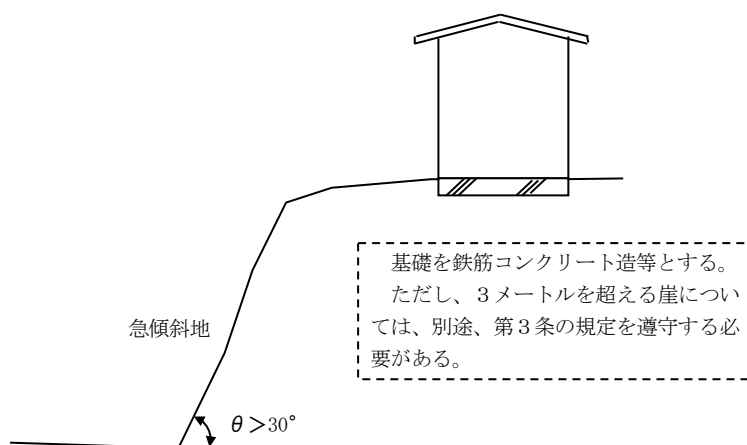 基礎を鉄筋コンクリート造等とする。
ただし、３メートルを超える崖につい
ては、別途、第３条の規定を遵守する必
要がある。
急傾斜地
θ＞30°